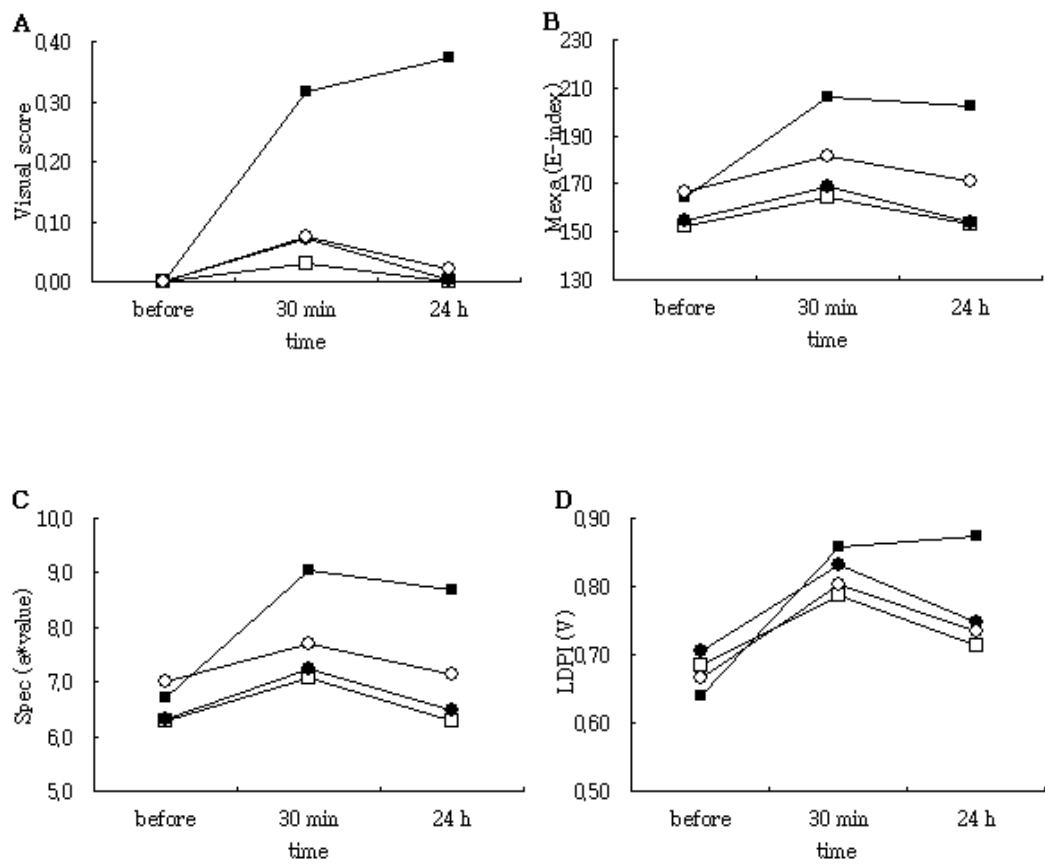 A
0,40
0,30
0,20
0,10
0,00
Visual score
before 30 min 24 h
time
B
230
210
190
170
150
130
Mexa (E-index)
before 30 min 24 h
time
C
10,0
9,0
8,0
7,0
6,0
5,0
Spec (a*value)
before 30 min 24 h
time
D
0,90
0,80
0,70
0,60
0,50
LDPI (V)
before 30 min 24 h
time